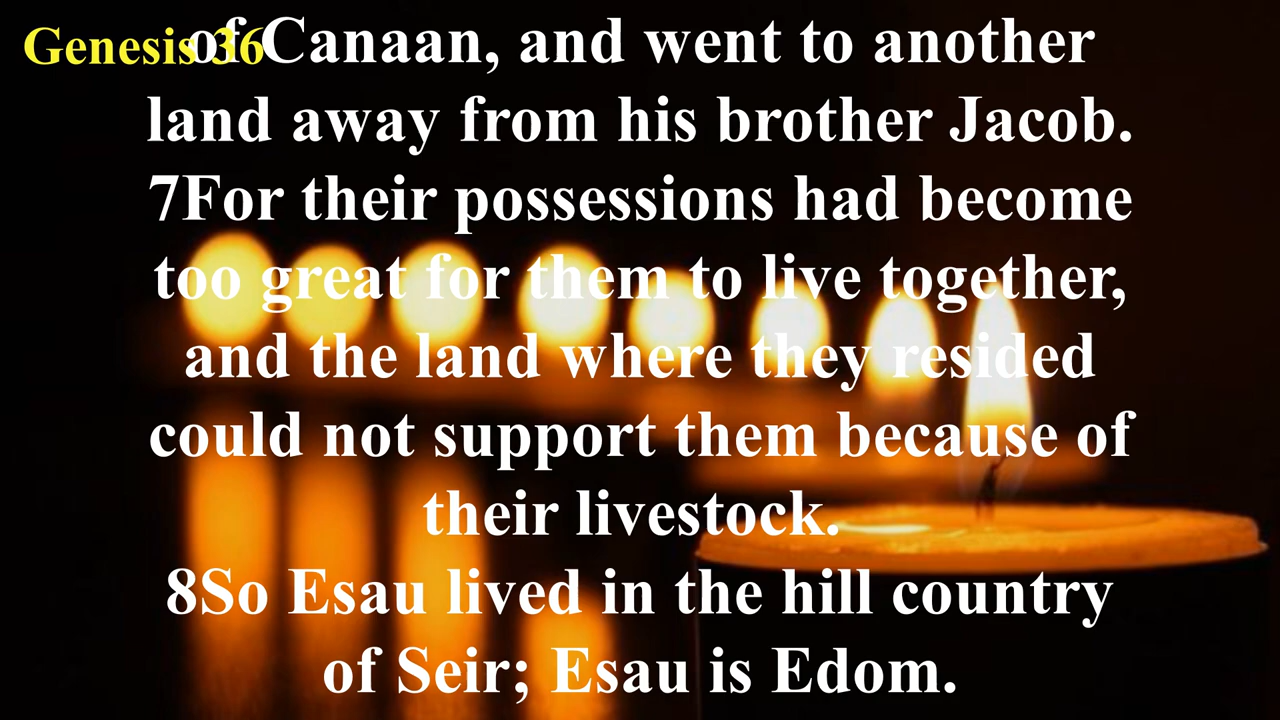 Genesis 36
of Canaan, and went to another
land away from his brother Jacob.
7For their possessions had become
too great for them to live together,
and the land where they resided
could not support them because of
their livestock.
8So Esau lived in the hill country
of Seir; Esau is Edom.